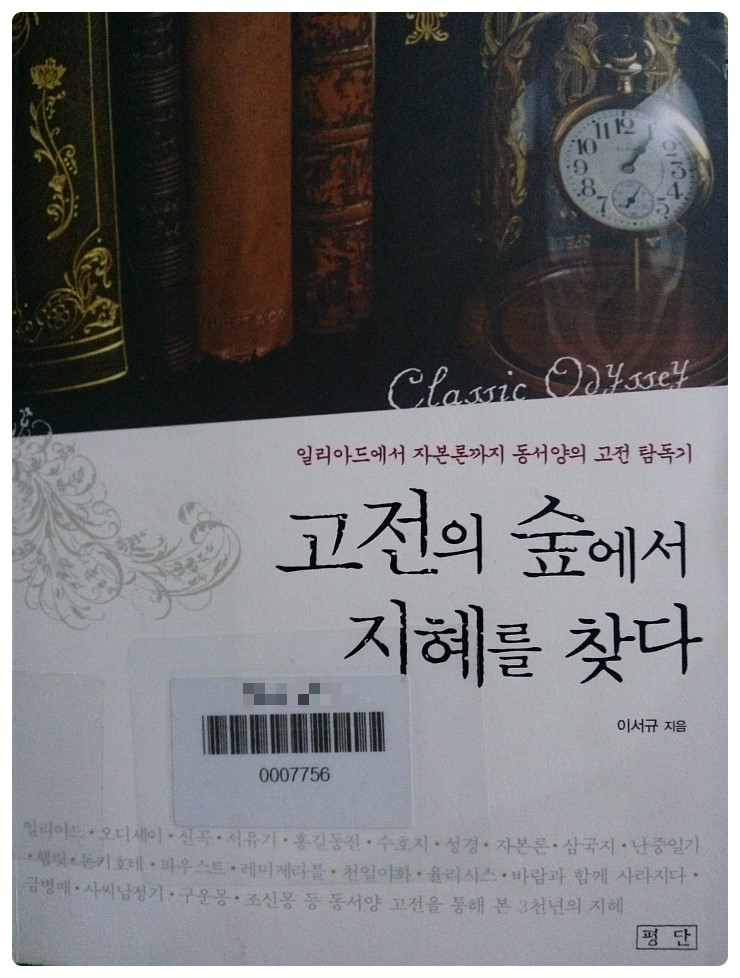 Classic Odyssey
일리아드에서 자본론까지 동서양의 고전 탐독기
고전의 숲에서
지혜를 찾다
이서규 지음
0007756
일리아드·오디세이·신곡·서유기·홍길동전·수호지·성경·자본론·삼국지·난중일기
·햄릿·돈키호테·파우스트·레미제라블·천일야화·율리시스·바람과 함께 사라지다·
금병매·사씨남정기·구운몽·조신몽 등 동서양 고전을 통해 본 3천년의 지혜
평단